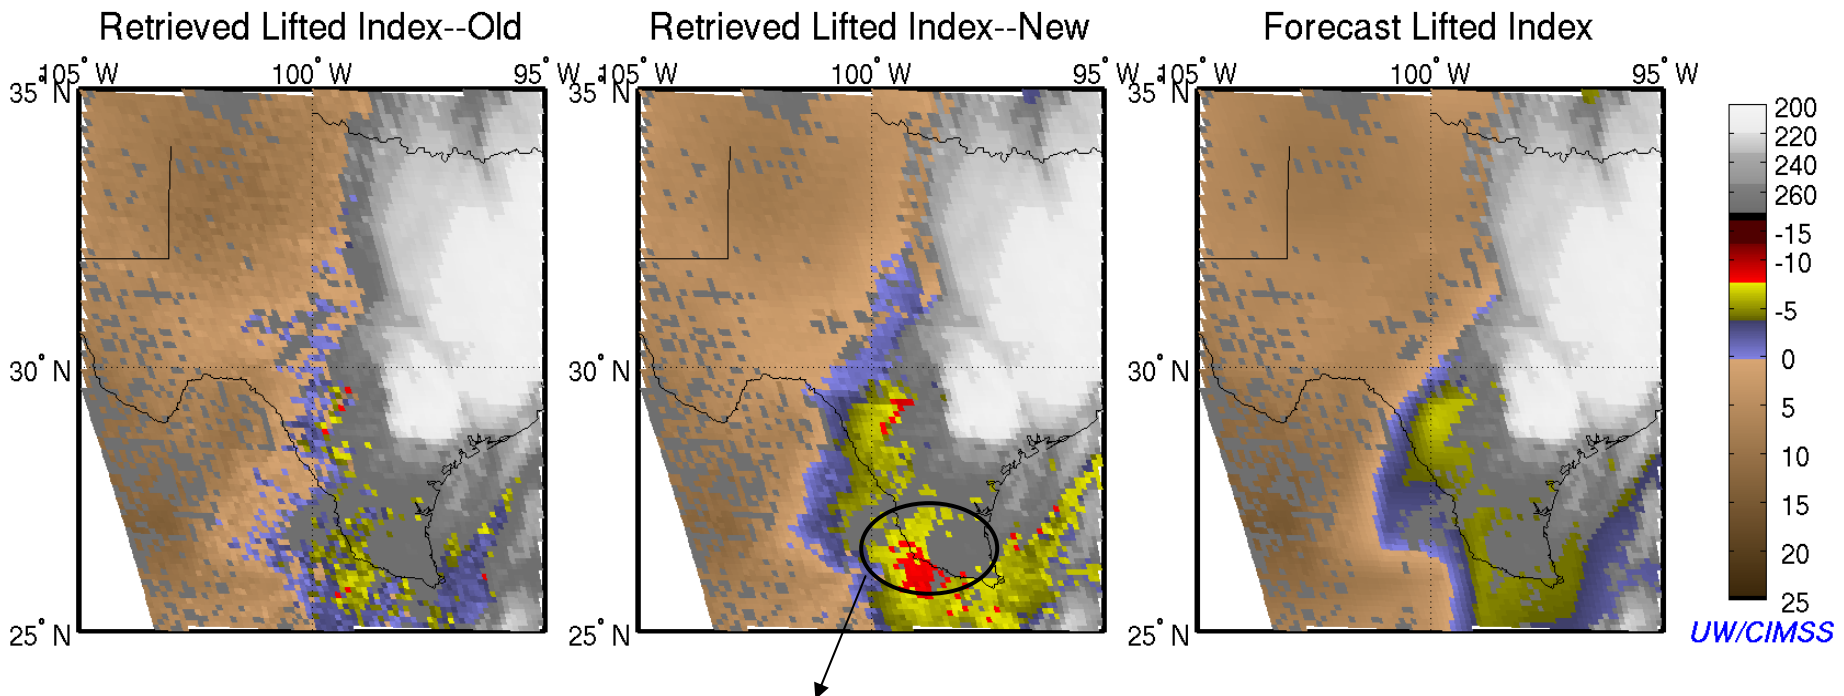 Retrieved Lifted Index--Old
Retrieved Lifted Index--New
Forecast Lifted Index
105° W 100° W 95° W
105° W 100° W 95° W
105° W 100° W 95° W
35° N
30° N
25° N
35° N
30° N
25° N
35° N
30° N
25° N
200
220
240
260
-15
-10
-5
0
5
10
15
20
25
UW/CIMSS